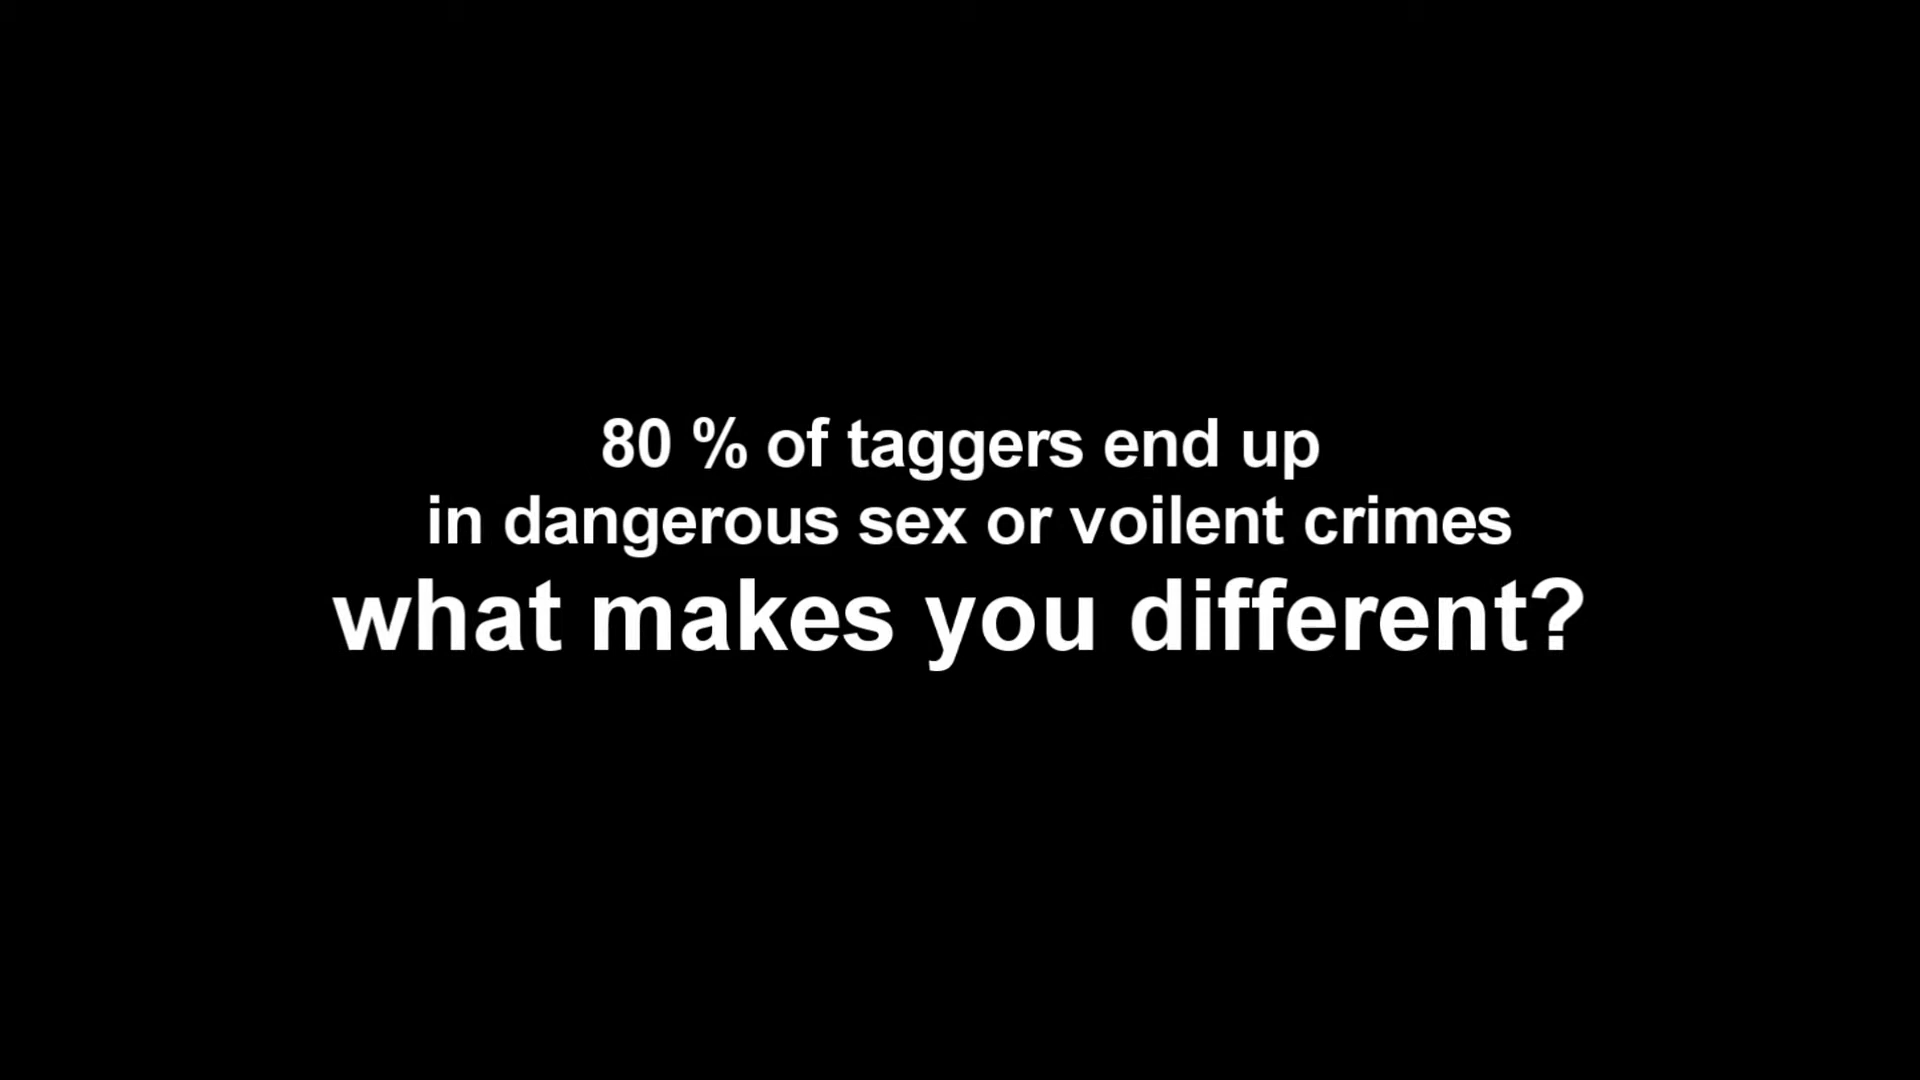 80 % of taggers end up
in dangerous sex or voilent crimes
what makes you different?